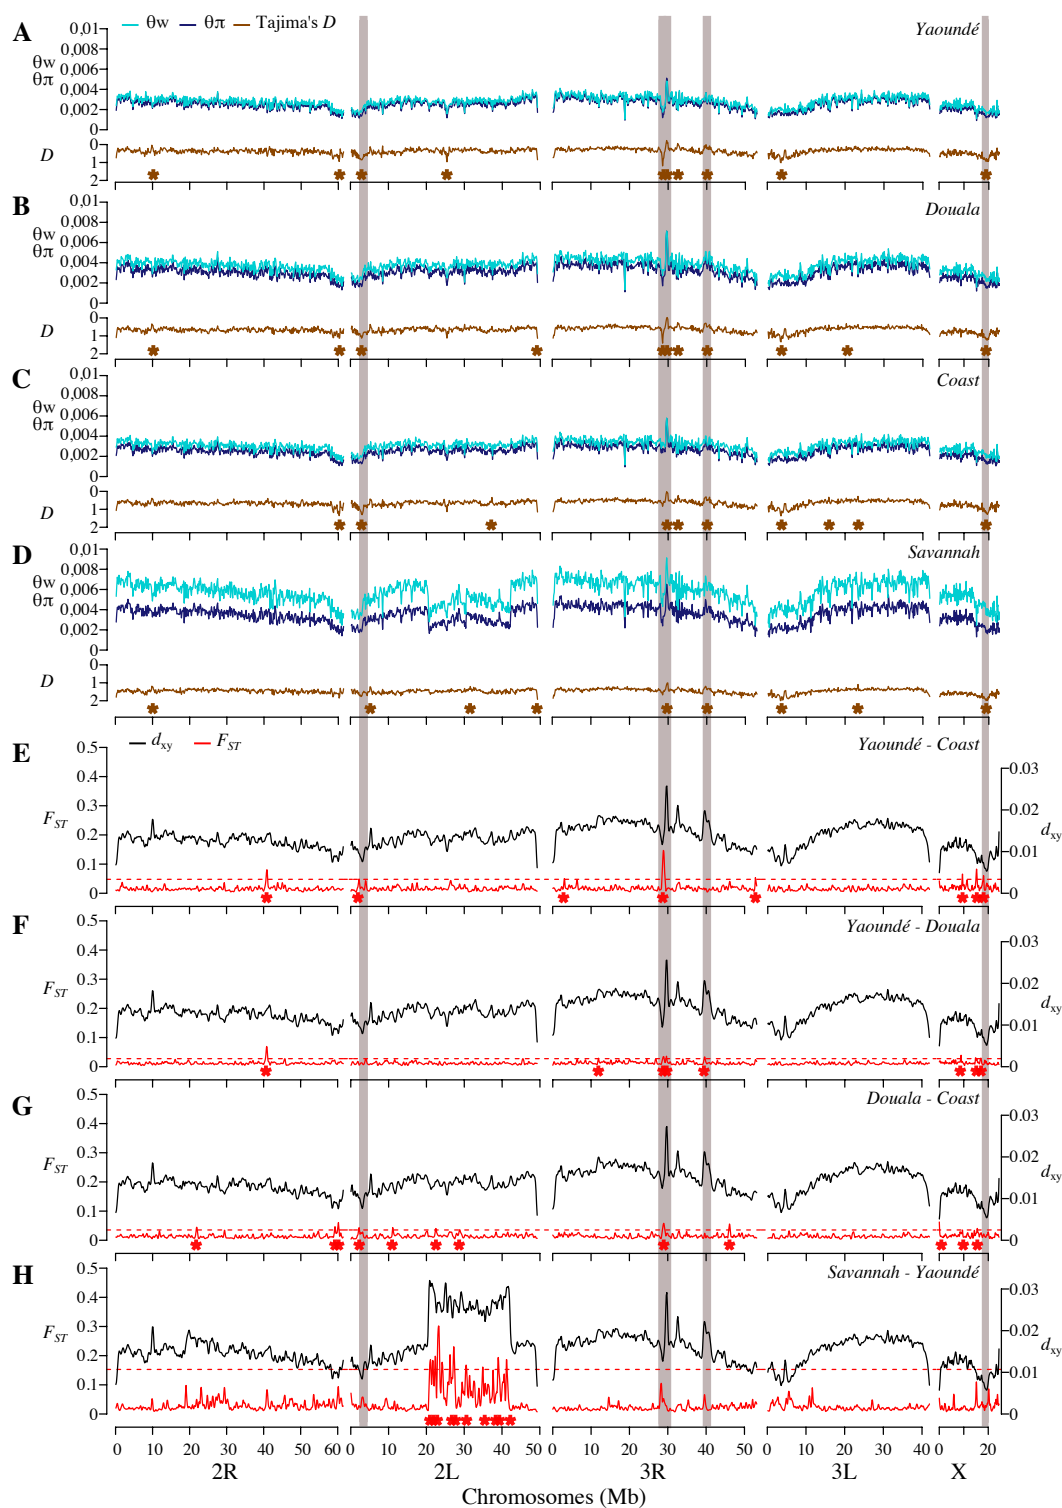 A
θw θπ Tajima's D
Yaoundé
0,01
0,008
0,006
0,004
0,002
0
θw
θπ
D
0
1
2
B
Douala
0,01
0,008
0,006
0,004
0,002
0
θw
θπ
D
0
1
2
C
Coast
0,01
0,008
0,006
0,004
0,002
0
θw
θπ
D
0
1
2
D
Savannah
0,01
0,008
0,006
0,004
0,002
0
θw
θπ
D
0
1
2
E
dxy FST
Yaoundé - Coast
0.5
0.4
0.3
0.2
0.1
0
FST
0.03
0.02
0.01
0
dxy
F
Yaoundé - Douala
0.5
0.4
0.3
0.2
0.1
0
FST
0.03
0.02
0.01
0
dxy
G
Douala - Coast
0.5
0.4
0.3
0.2
0.1
0
FST
0.03
0.02
0.01
0
dxy
H
Savannah - Yaoundé
0.5
0.4
0.3
0.2
0.1
0
FST
0.03
0.02
0.01
0
dxy
0 10 20 30 40 50 60 0 10 20 30 40 50 0 10 20 30 40 50 0 10 20 30 40 0 20
2R 2L 3R 3L X
Chromosomes (Mb)